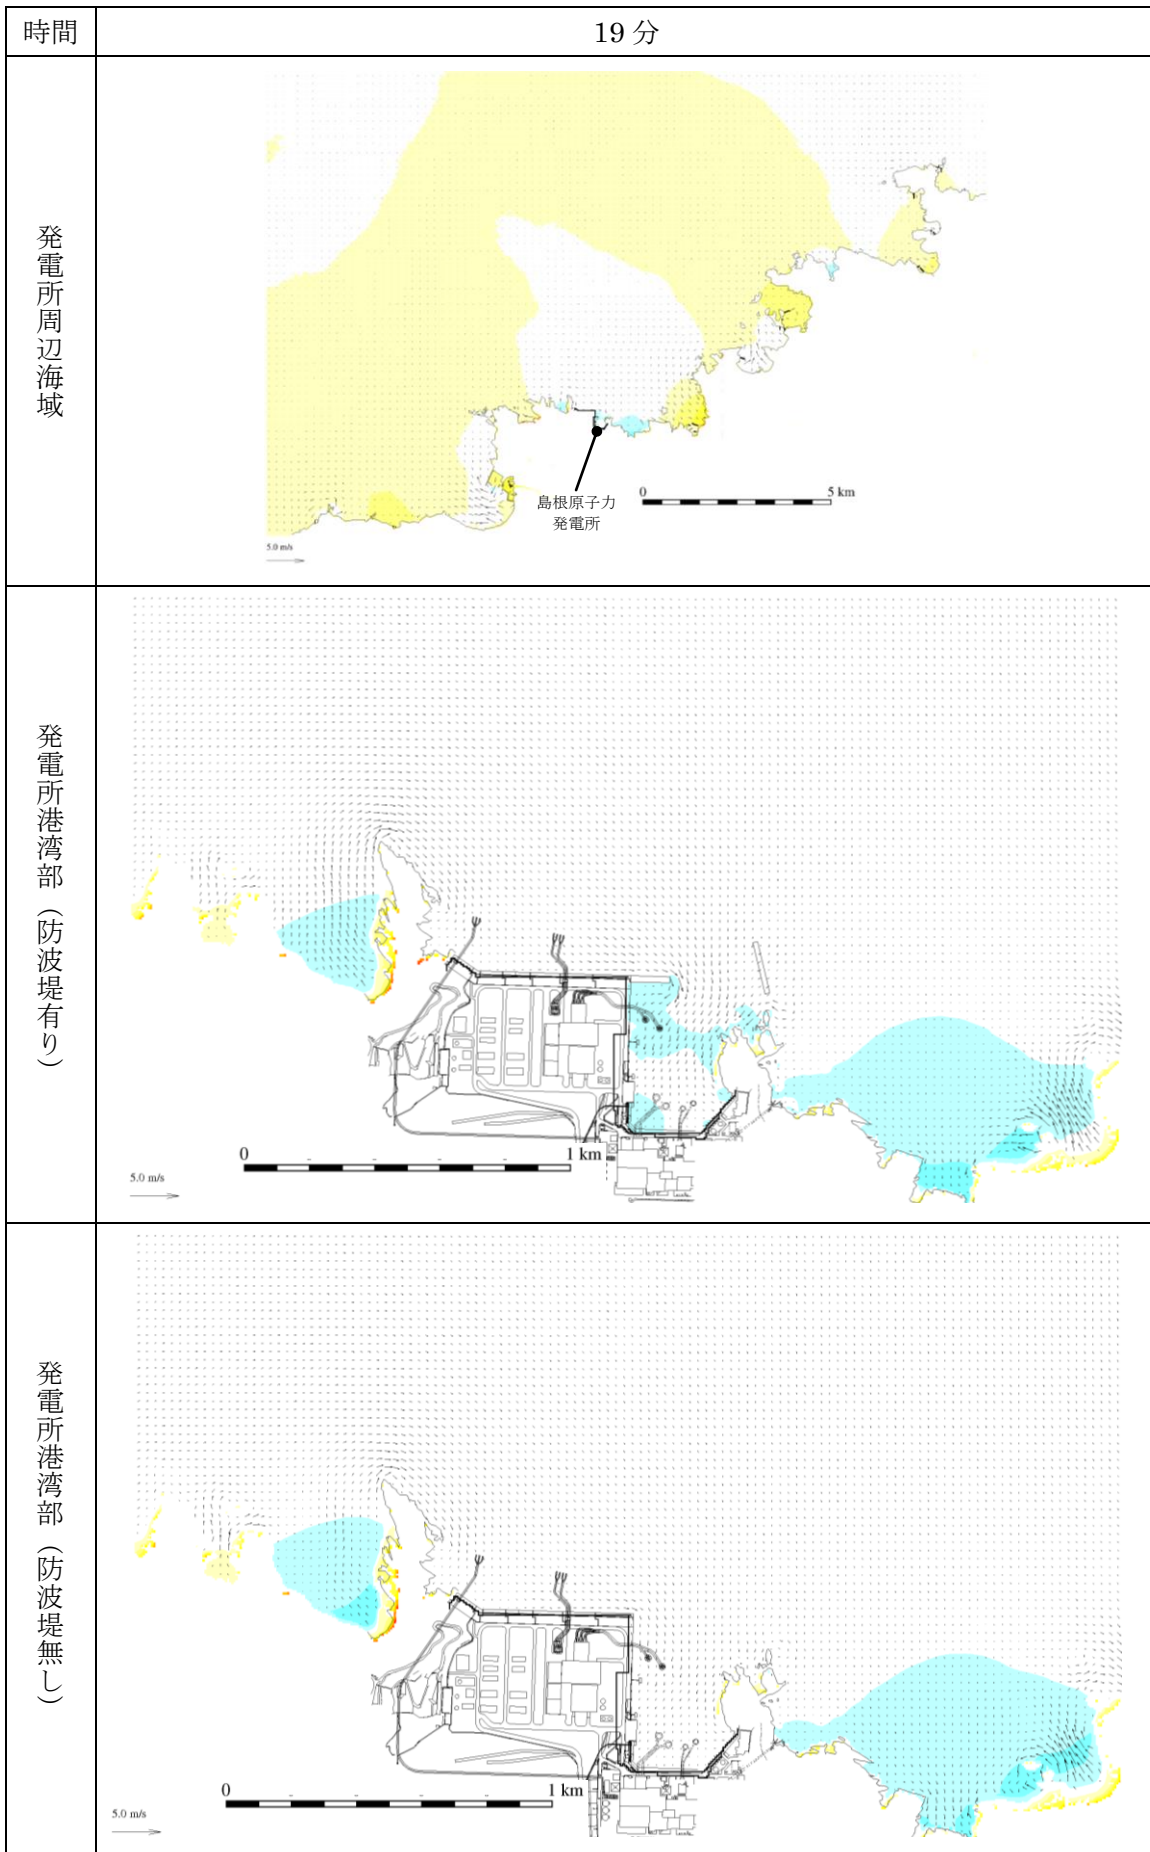 時間
19 分
発電所周辺海域
島根原子力
発電所
0 5 km
5.0 m/s
発電所港湾部（防波堤有り）
0 1 km
5.0 m/s
発電所港湾部（防波堤無し）
0 1 km
5.0 m/s